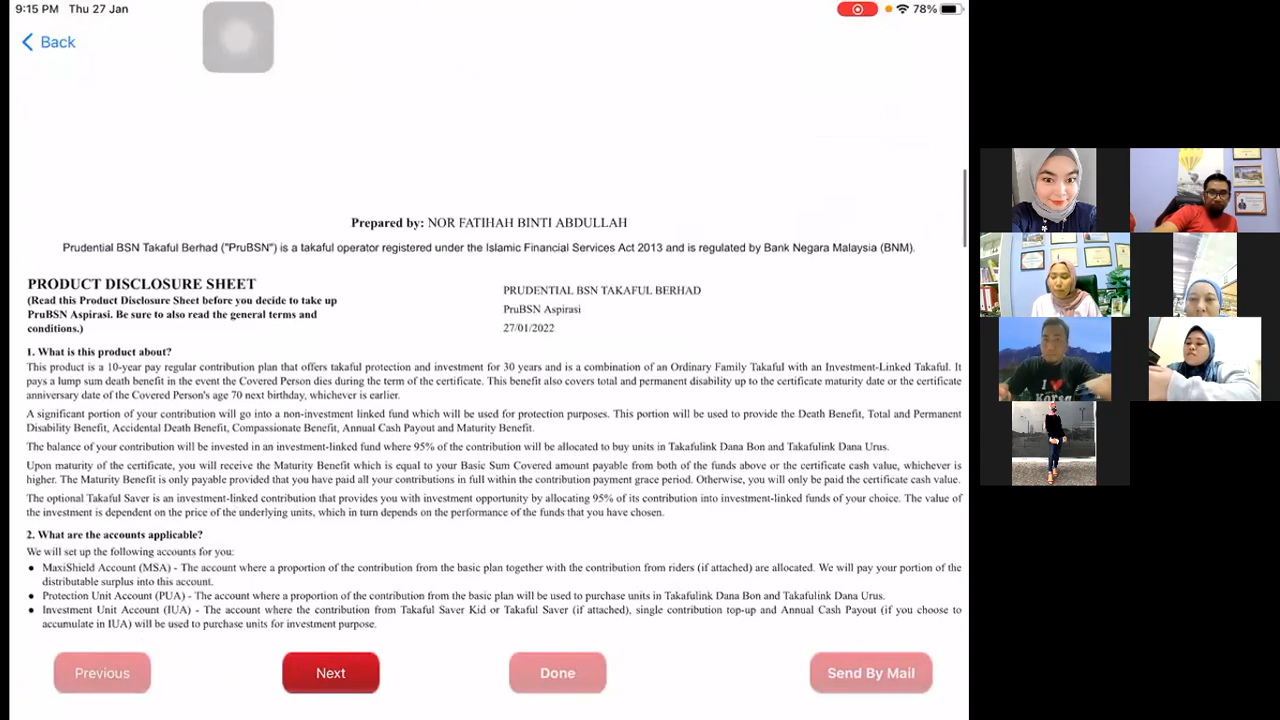 9:15 PM Thu 27 Jan
78%
Back
Prepared by: NOR FATIHAH BINTI ABDULLAH
Prudential BSN Takaful Berhad ("PruBSN") is a takaful operator registered under the Islamic Financial Services Act 2013 and is regulated by Bank Negara Malaysia (BNM).
PRODUCT DISCLOSURE SHEET
(Read this Product Disclosure Sheet before you decide to take up
PruBSN Aspirasi. Be sure to also read the general terms and
conditions.)
PRUDENTIAL BSN TAKAFUL BERHAD
PruBSN Aspirasi
27/01/2022
1. What is this product about?
This product is a 10-year pay regular contribution plan that offers takaful protection and investment for 30 years and is a combination of an Ordinary Family Takaful with an Investment-Linked Takaful. It
pays a lump sum death benefit in the event the Covered Person dies during the term of the certificate. This benefit also covers total and permanent disability up to the certificate maturity date or the certificate
anniversary date of the Covered Person's age 70 next birthday, whichever is earlier.
A significant portion of your contribution will go into a non-investment linked fund which will be used for protection purposes. This portion will be used to provide the Death Benefit, Total and Permanent
Disability Benefit, Accidental Death Benefit, Compassionate Benefit, Annual Cash Payout and Maturity Benefit.
The balance of your contribution will be invested in an investment-linked fund where 95% of the contribution will be allocated to buy units in Takafulink Dana Bon and Takafulink Dana Urus.
Upon maturity of the certificate, you will receive the Maturity Benefit which is equal to your Basic Sum Covered amount payable from both of the funds above or the certificate cash value, whichever is
higher. The Maturity Benefit is only payable provided that you have paid all your contributions in full within the contribution payment grace period. Otherwise, you will only be paid the certificate cash value.
The optional Takaful Saver is an investment-linked contribution that provides you with investment opportunity by allocating 95% of its contribution into investment-linked funds of your choice. The value of
the investment is dependent on the price of the underlying units, which in turn depends on the performance of the funds that you have chosen.
2. What are the accounts applicable?
We will set up the following accounts for you:
• MaxiShield Account (MSA) - The account where a proportion of the contribution from the basic plan together with the contribution from riders (if attached) are allocated. We will pay your portion of the
distributable surplus into this account.
• Protection Unit Account (PUA) - The account where a proportion of the contribution from the basic plan will be used to purchase units in Takafulink Dana Bon and Takafulink Dana Urus.
• Investment Unit Account (IUA) - The account where the contribution from Takaful Saver Kid or Takaful Saver (if attached), single contribution top-up and Annual Cash Payout (if you choose to
accumulate in IUA) will be used to purchase units for investment purpose.
Previous
Next
Done
Send By Mail
I ♥
Korea